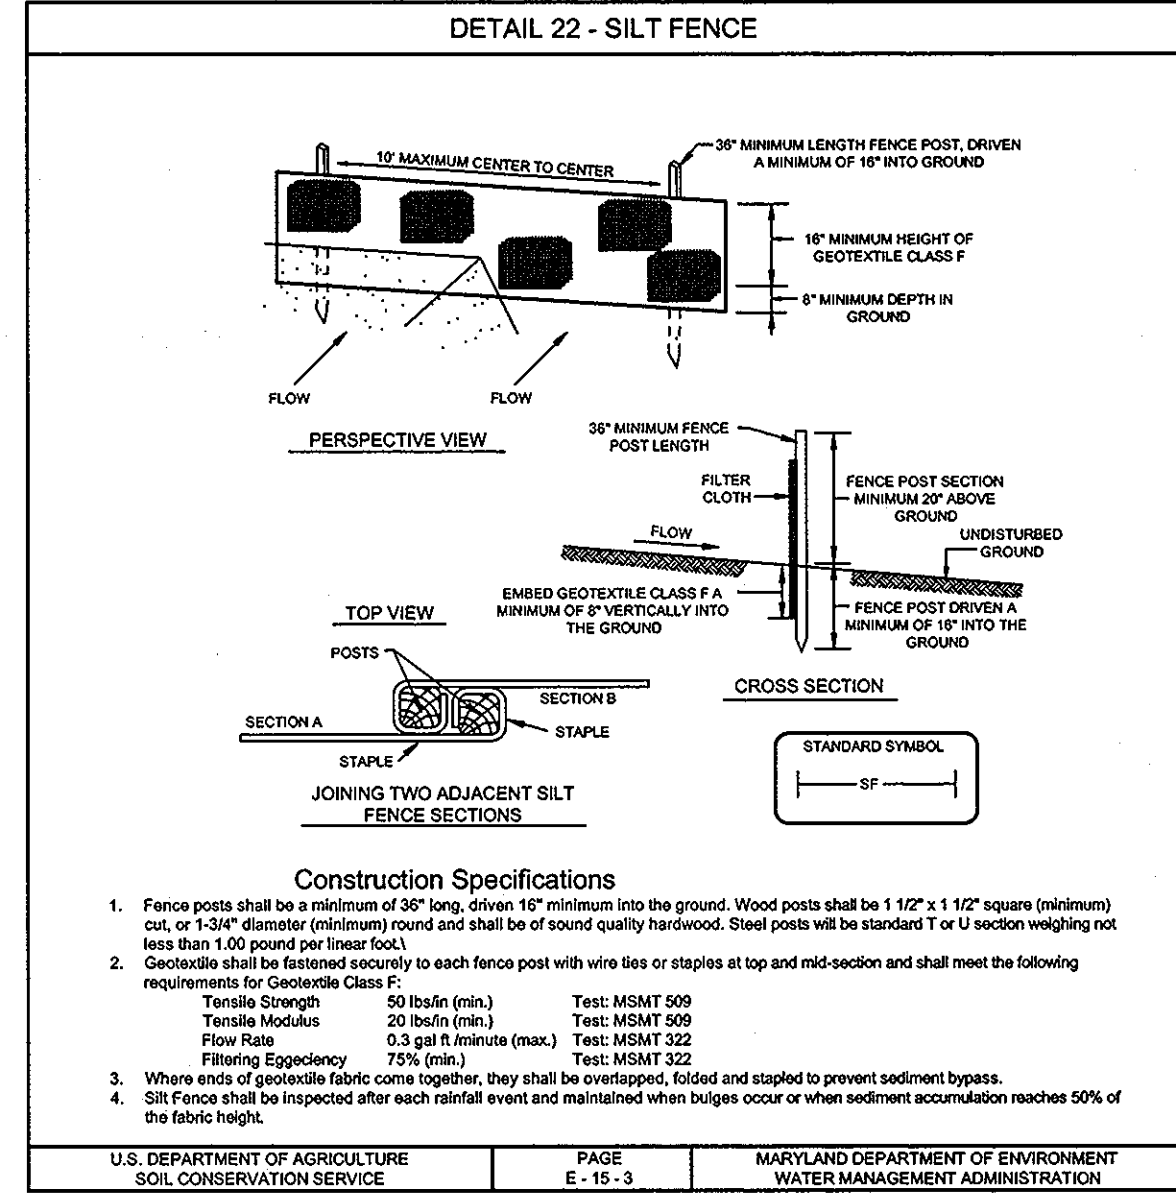 DETAIL 22 - SILT FENCE
10' MAXIMUM CENTER TO CENTER
36" MINIMUM LENGTH FENCE POST, DRIVEN
A MINIMUM OF 16" INTO GROUND
16" MINIMUM HEIGHT OF
GEOTEXTILE CLASS F
8" MINIMUM DEPTH IN
GROUND
FLOW
FLOW
PERSPECTIVE VIEW
36" MINIMUM FENCE
POST LENGTH
FILTER
CLOTH
FENCE POST SECTION
MINIMUM 20" ABOVE
GROUND
FLOW
UNDISTURBED
GROUND
EMBED GEOTEXTILE CLASS F A
MINIMUM OF 8" VERTICALLY INTO
THE GROUND
FENCE POST DRIVEN A
MINIMUM OF 16" INTO THE
GROUND
CROSS SECTION
TOP VIEW
POSTS
SECTION B
SECTION A
STAPLE
STAPLE
JOINING TWO ADJACENT SILT
FENCE SECTIONS
STANDARD SYMBOL
SF
Construction Specifications
1. Fence posts shall be a minimum of 36" long, driven 16" minimum into the ground. Wood posts shall be 1 1/2" x 1 1/2" square (minimum)
cut, or 1-3/4" diameter (minimum) round and shall be of sound quality hardwood. Steel posts will be standard T or U section weighing not
less than 1.00 pound per linear foot.\
2. Geotextile shall be fastened securely to each fence post with wire ties or staples at top and mid-section and shall meet the following
requirements for Geotextile Class F:
Tensile Strength 50 lbs/in (min.) Test: MSMT 509
Tensile Modulus 20 lbs/in (min.) Test: MSMT 509
Flow Rate 0.3 gal ft /minute (max.) Test: MSMT 322
Filtering Eggeciency 75% (min.) Test: MSMT 322
3. Where ends of geotextile fabric come together, they shall be overlapped, folded and stapled to prevent sediment bypass.
4. Silt Fence shall be inspected after each rainfall event and maintained when bulges occur or when sediment accumulation reaches 50% of
the fabric height.
U.S. DEPARTMENT OF AGRICULTURE
SOIL CONSERVATION SERVICE
PAGE
E - 15 - 3
MARYLAND DEPARTMENT OF ENVIRONMENT
WATER MANAGEMENT ADMINISTRATION